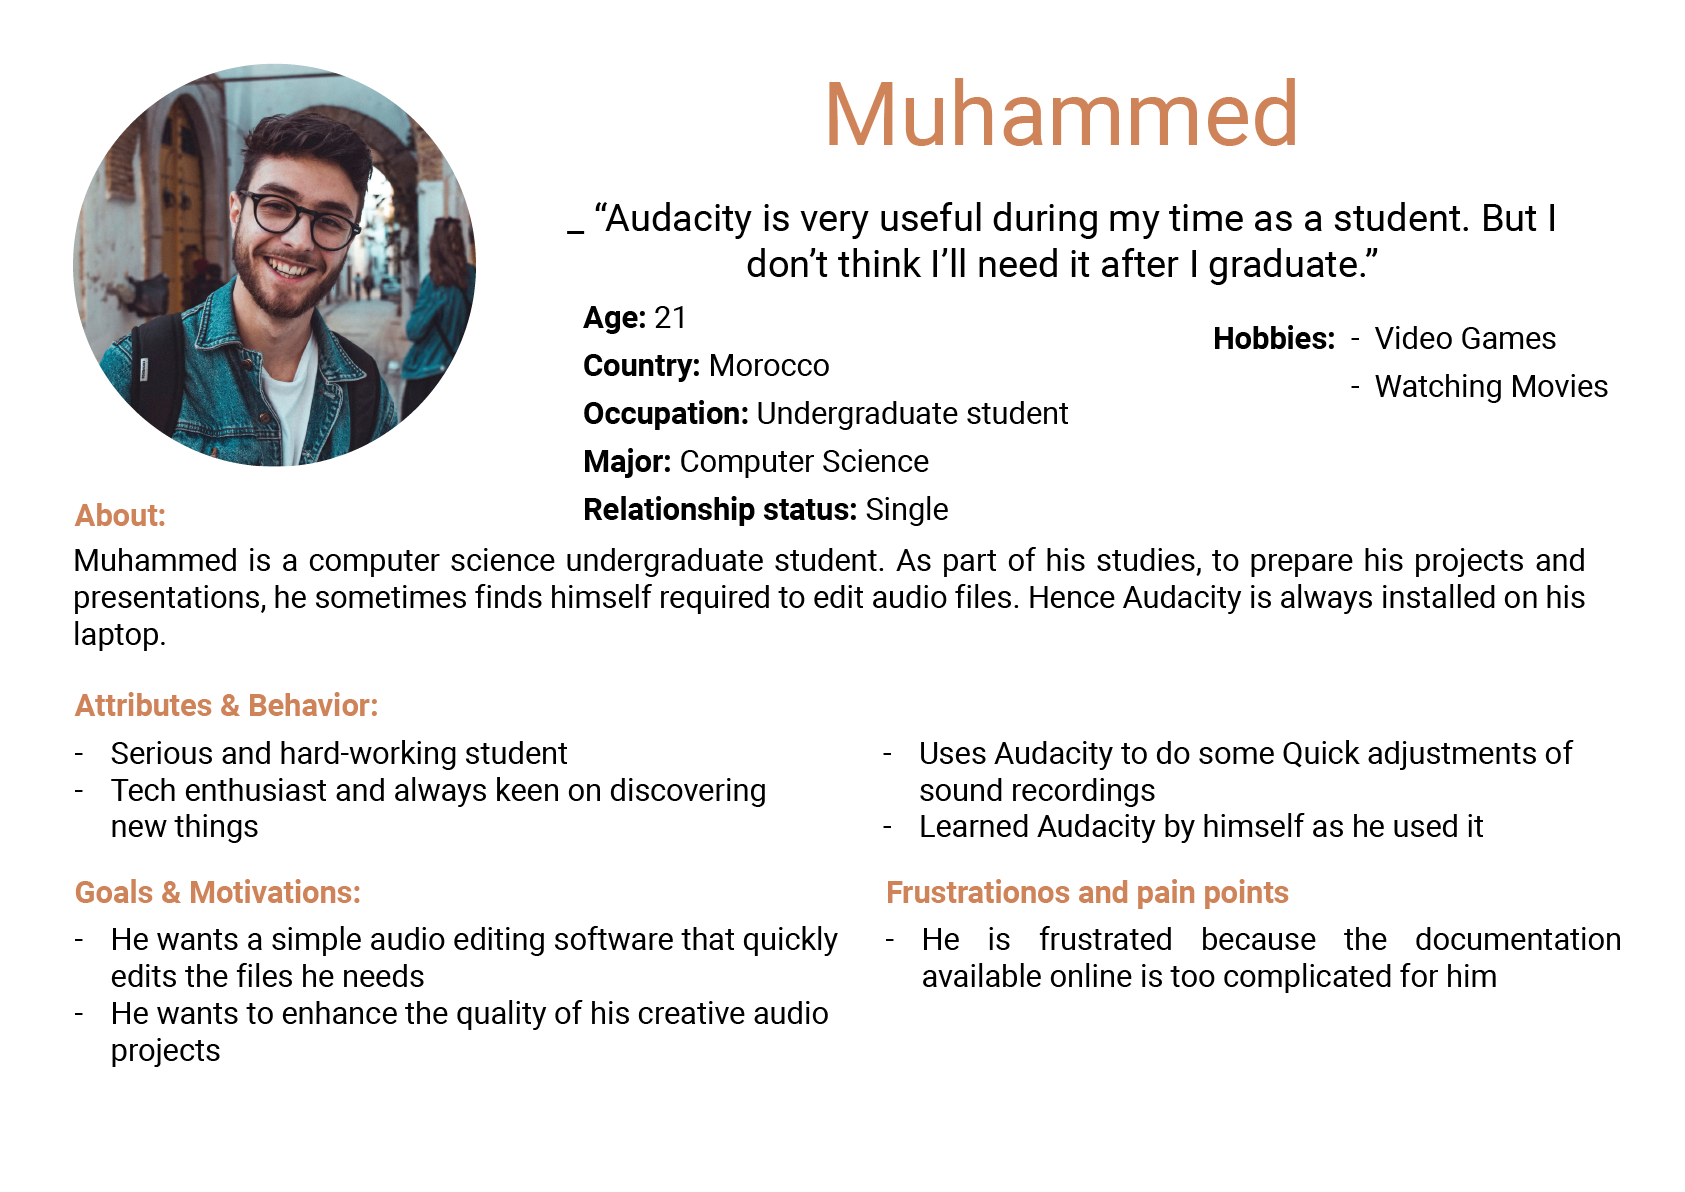 Muhammed
_ “Audacity is very useful during my time as a student. But I
don’t think I’ll need it after I graduate.”
Age: 21
Country: Morocco
Occupation: Undergraduate student
Major: Computer Science
Relationship status: Single
Hobbies: - Video Games
- Watching Movies
About:
Muhammed is a computer science undergraduate student. As part of his studies, to prepare his projects and
presentations, he sometimes finds himself required to edit audio files. Hence Audacity is always installed on his
laptop.
Attributes & Behavior:
- Serious and hard-working student
- Tech enthusiast and always keen on discovering
new things
- Uses Audacity to do some Quick adjustments of
sound recordings
- Learned Audacity by himself as he used it
Goals & Motivations:
- He wants a simple audio editing software that quickly
edits the files he needs
- He wants to enhance the quality of his creative audio
projects
Frustrationos and pain points
- He is frustrated because the documentation
available online is too complicated for him